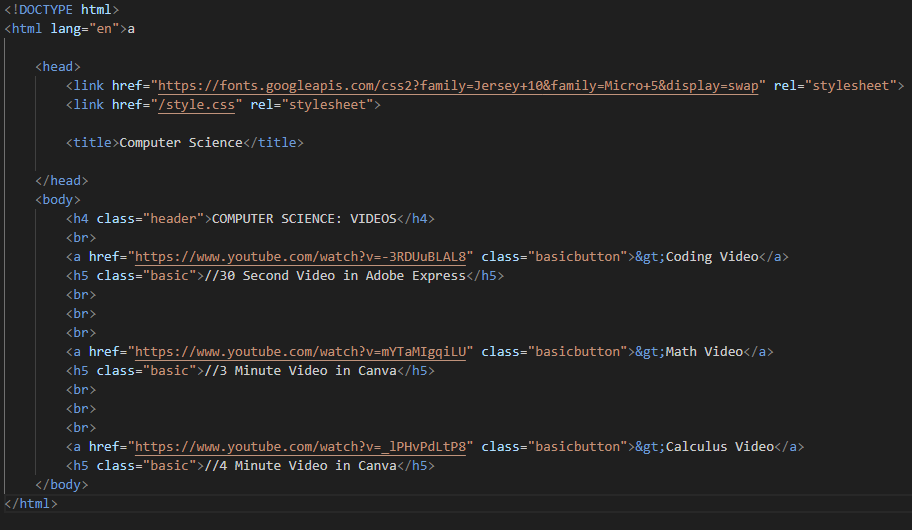 <!DOCTYPE html>
<html lang="en">a
<head>
<link href="https://fonts.googleapis.com/css2?family=Jersey+10&family=Micro+5&display=swap" rel="stylesheet">
<link href="/style.css" rel="stylesheet">
<title>Computer Science</title>
</head>
<body>
<h4 class="header">COMPUTER SCIENCE: VIDEOS</h4>
<br>
<a href="https://www.youtube.com/watch?v=-3RDUuBLAL8" class="basicbutton">&gt;Coding Video</a>
<h5 class="basic">//30 Second Video in Adobe Express</h5>
<br>
<br>
<br>
<a href="https://www.youtube.com/watch?v=mYTaMIgqiLU" class="basicbutton">&gt;Math Video</a>
<h5 class="basic">//3 Minute Video in Canva</h5>
<br>
<br>
<br>
<a href="https://www.youtube.com/watch?v=_lPHvPdLtP8" class="basicbutton">&gt;Calculus Video</a>
<h5 class="basic">//4 Minute Video in Canva</h5>
</body>
</html>